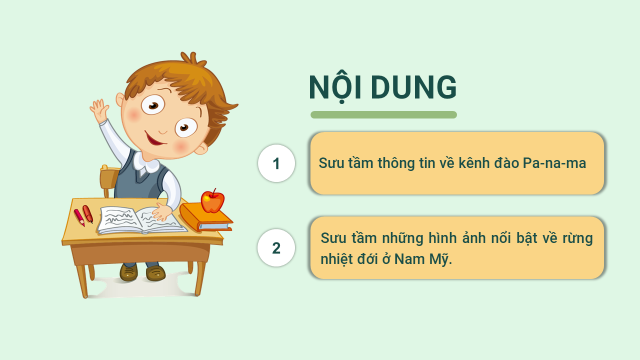 NỘI DUNG
1
Sưu tầm thông tin về kênh đào Pa-na-ma
2
Sưu tầm những hình ảnh nổi bật về rừng
nhiệt đới ở Nam Mỹ.